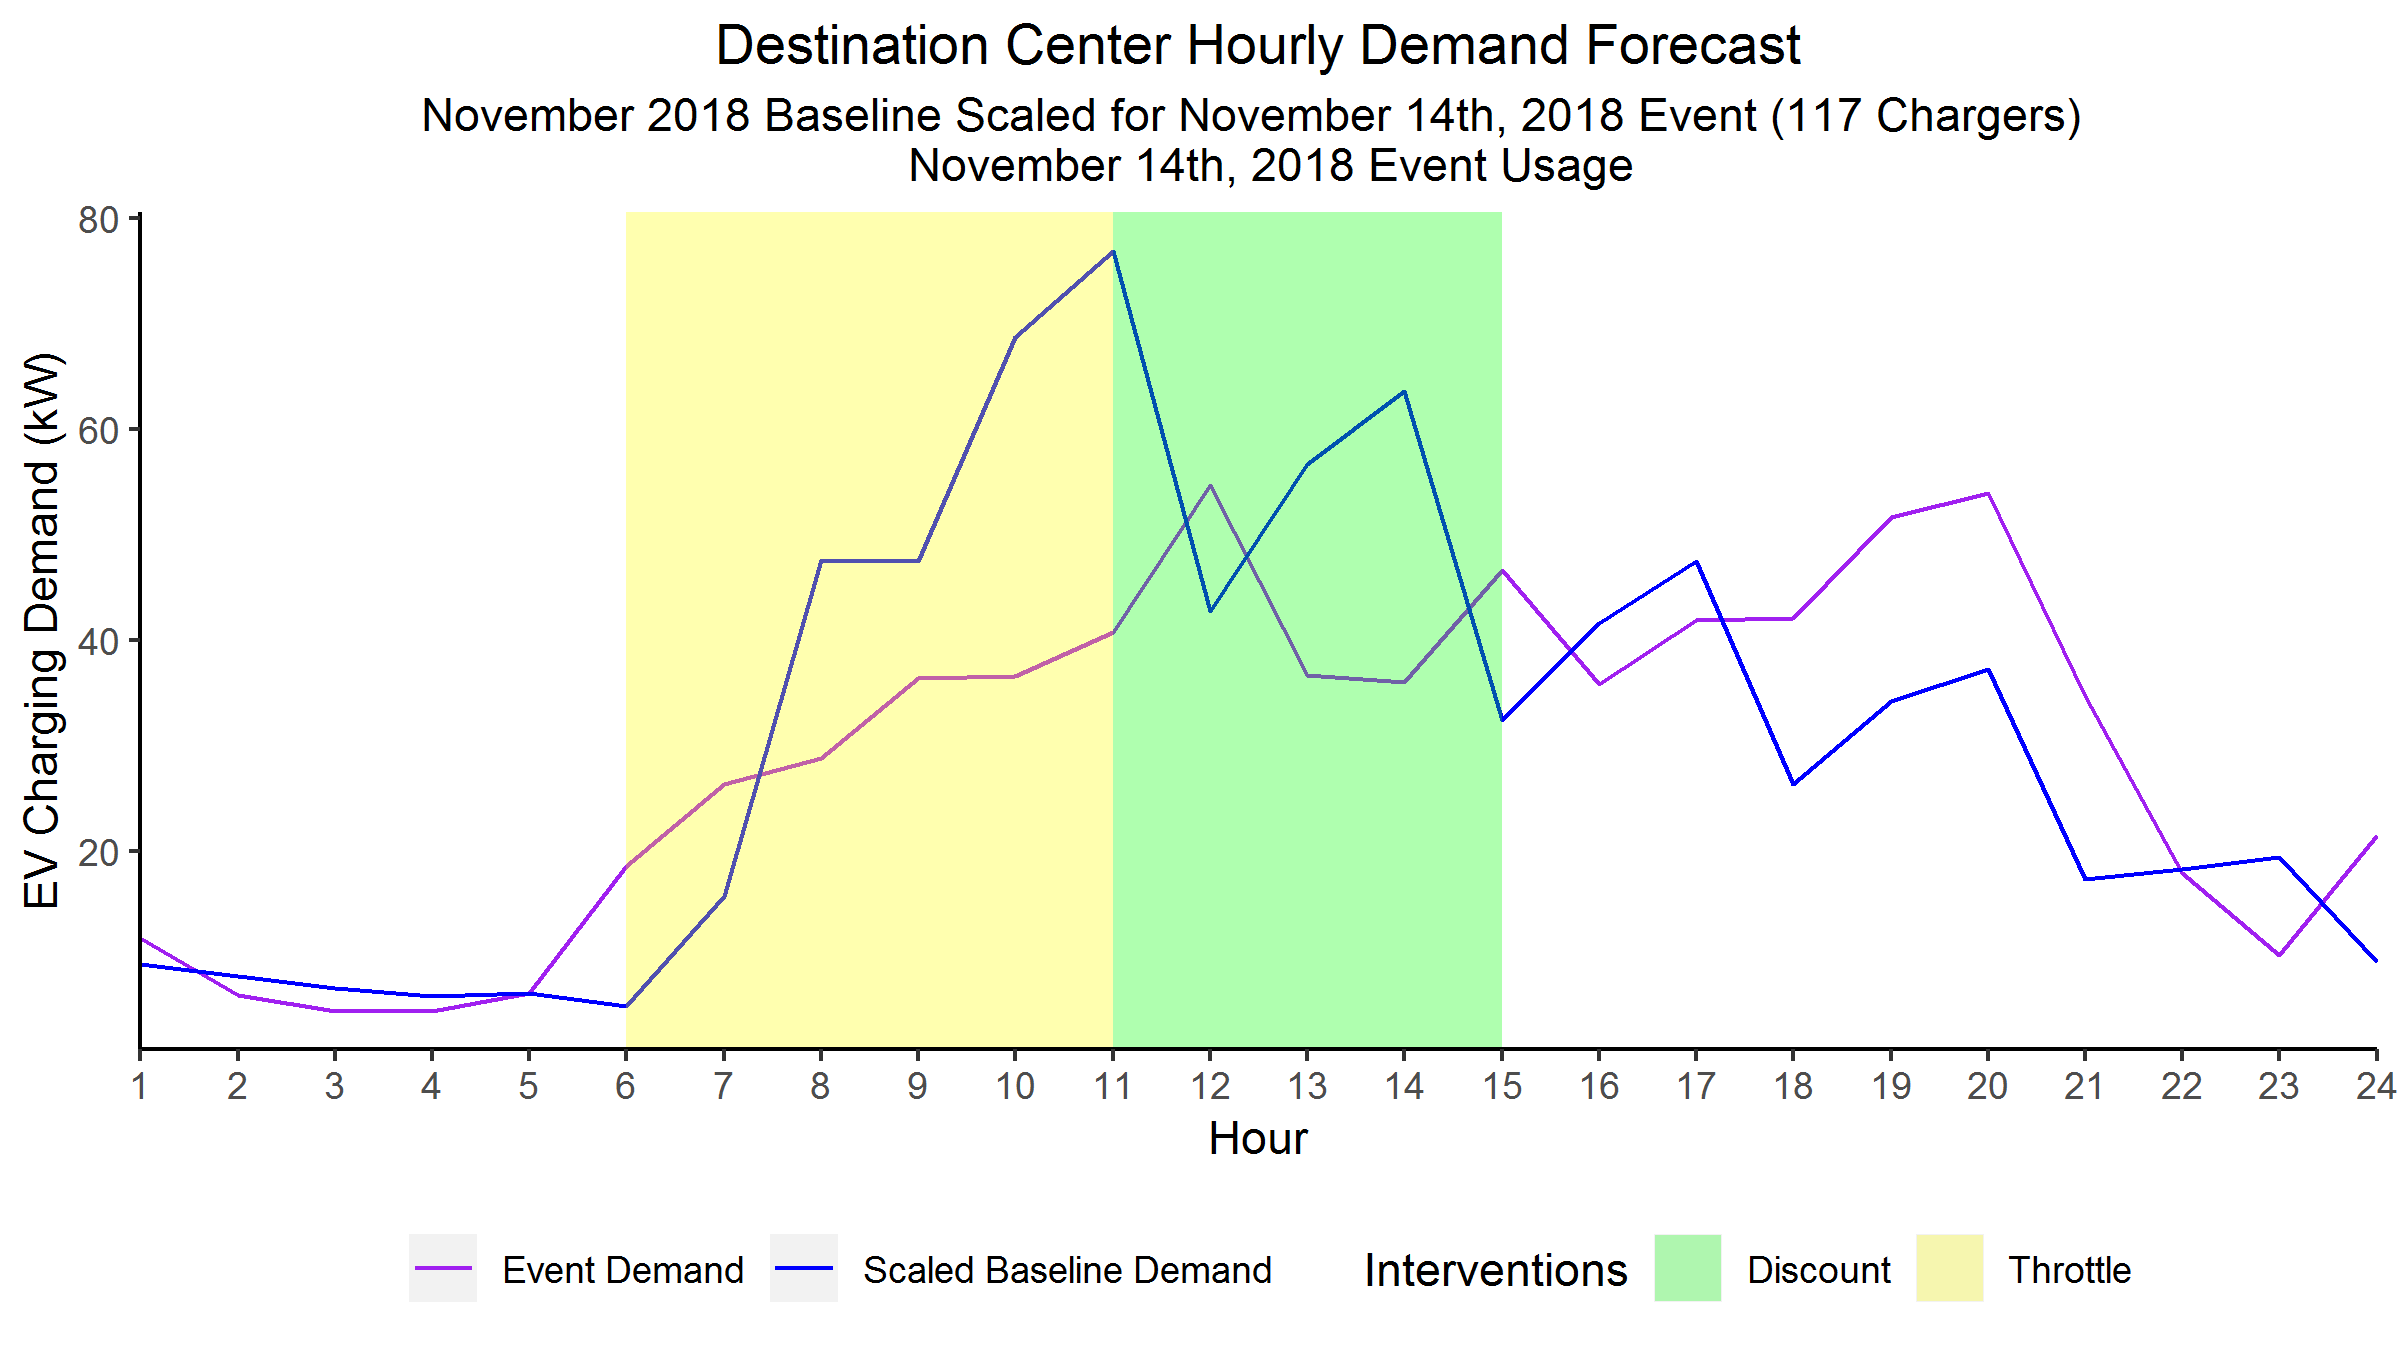 Destination Center Hourly Demand Forecast
November 2018 Baseline Scaled for November 14th, 2018 Event (117 Chargers)
November 14th, 2018 Event Usage
EV Charging Demand (kW)
80
60
40
20
1 2 3 4 5 6 7 8 9 10 11 12 13 14 15 16 17 18 19 20 21 22 23 24
Hour
Event Demand Scaled Baseline Demand Interventions Discount Throttle